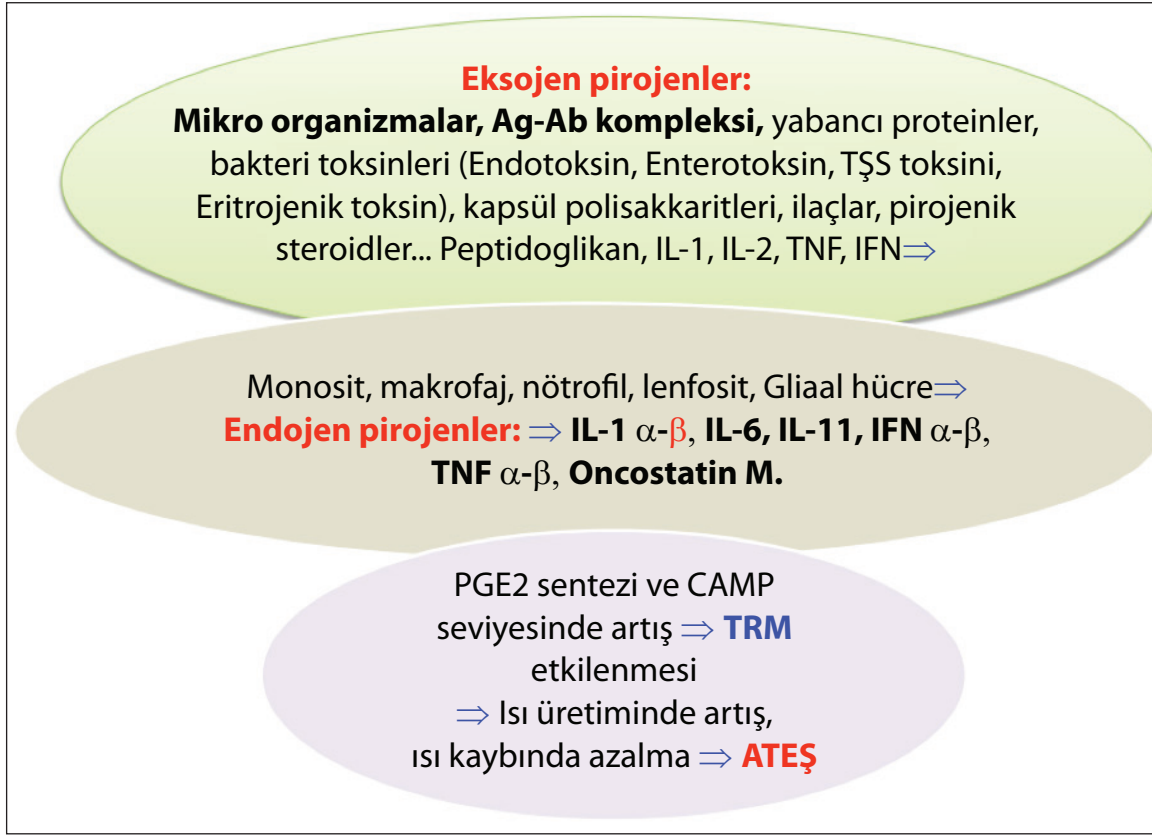 Eksojen pirojenler:
Mikro organizmalar, Ag-Ab kompleksi, yabancı proteinler,
bakteri toksinleri (Endotoksin, Enterotoksin, TŞS toksini,
Eritrojenik toksin), kapsül polisakkaritleri, ilaçlar, pirojenik
steroidler... Peptidoglikan, IL-1, IL-2, TNF, IFN⇒
Monosit, makrofaj, nötrofil, lenfosit, Gliaal hücre⇒
Endojen pirojenler: ⇒ IL-1 α-β, IL-6, IL-11, IFN α-β,
TNF α-β, Oncostatin M.
PGE2 sentezi ve CAMP
seviyesinde artış ⇒ TRM
etkilenmesi
⇒ Isı üretiminde artış,
ısı kaybında azalma ⇒ ATEŞ